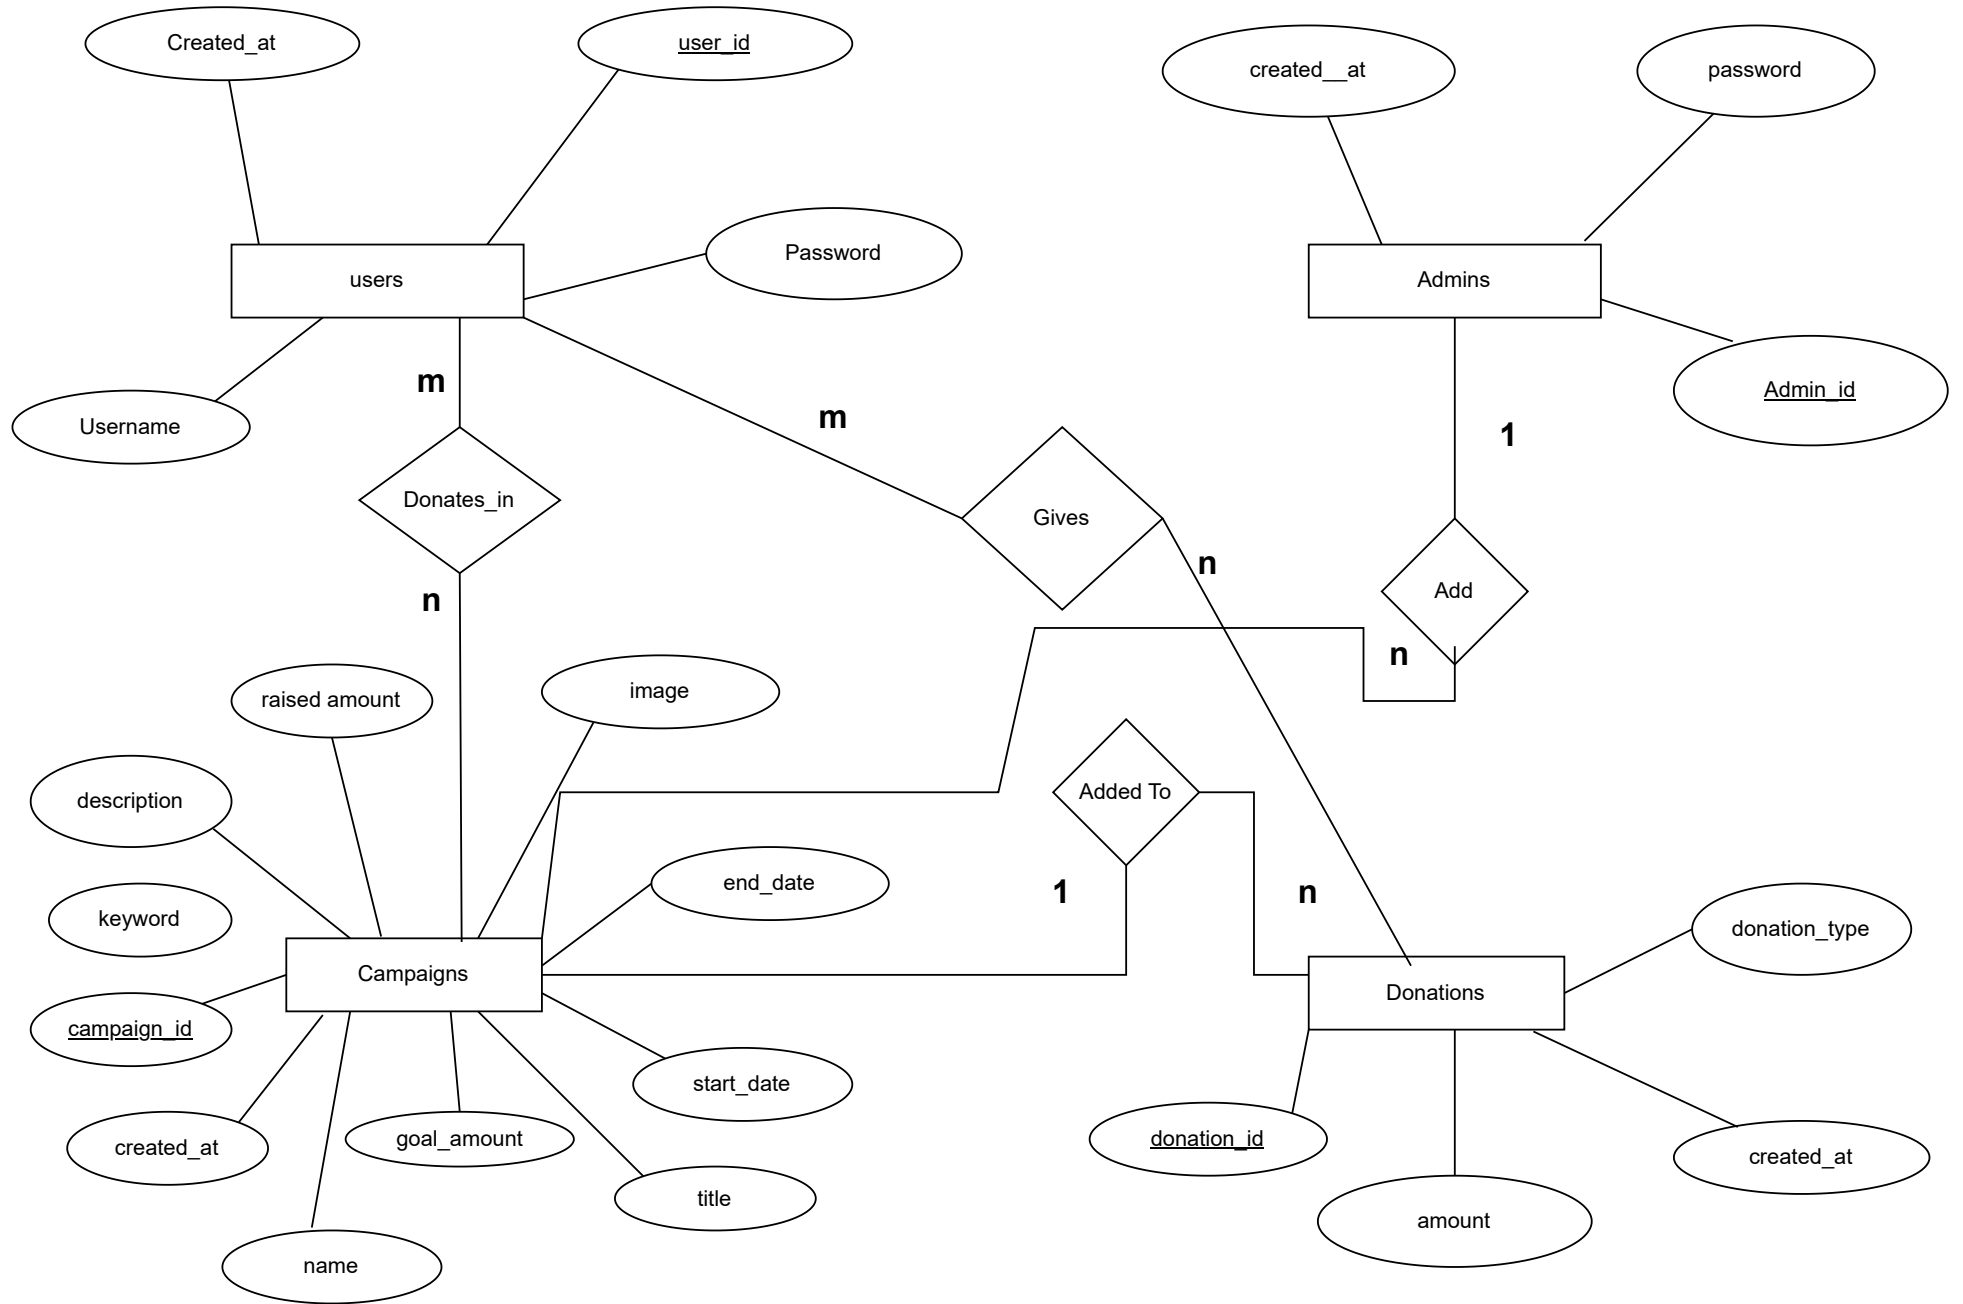 Created_at
user_id
created__at
password
users
Password
Admins
Username
Admin_id
m
m
1
Donates_in
Gives
n
Add
n
n
raised amount
image
description
Added To
keyword
end_date
1
n
donation_type
Campaigns
Donations
campaign_id
start_date
created_at
goal_amount
donation_id
created_at
title
amount
name